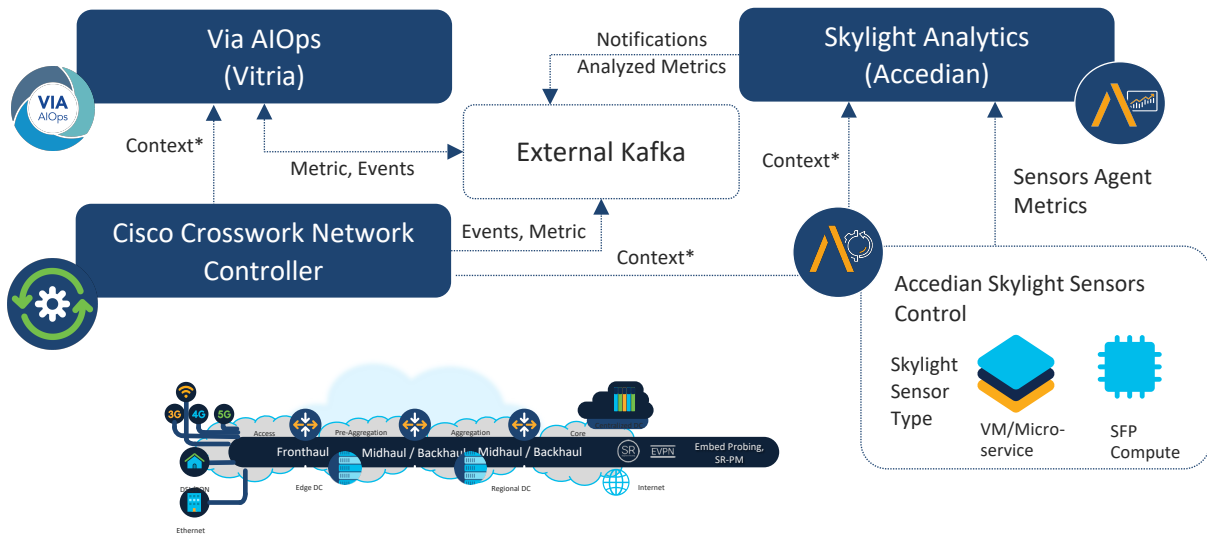 Via AIOps
(Vitria)
VIA
AIOps
Notifications
Analyzed Metrics
Skylight Analytics
(Accedian)
Context*
Metric, Events
External Kafka
Context*
Sensors Agent
Metrics
Cisco Crosswork Network
Controller
Events, Metric
Context*
Accedian Skylight Sensors
Control
Skylight
Sensor
Type
VM/Micro-
service
SFP
Compute
3G
4G
5G
Access
Pre-Aggregation
Aggregation
Core
Centralized DC
Fronthaul
Midhaul / Backhaul
Midhaul / Backhaul
SR
EVPN
Embed Probing,
SR-PM
Edge DC
Regional DC
Internet
Ethernet